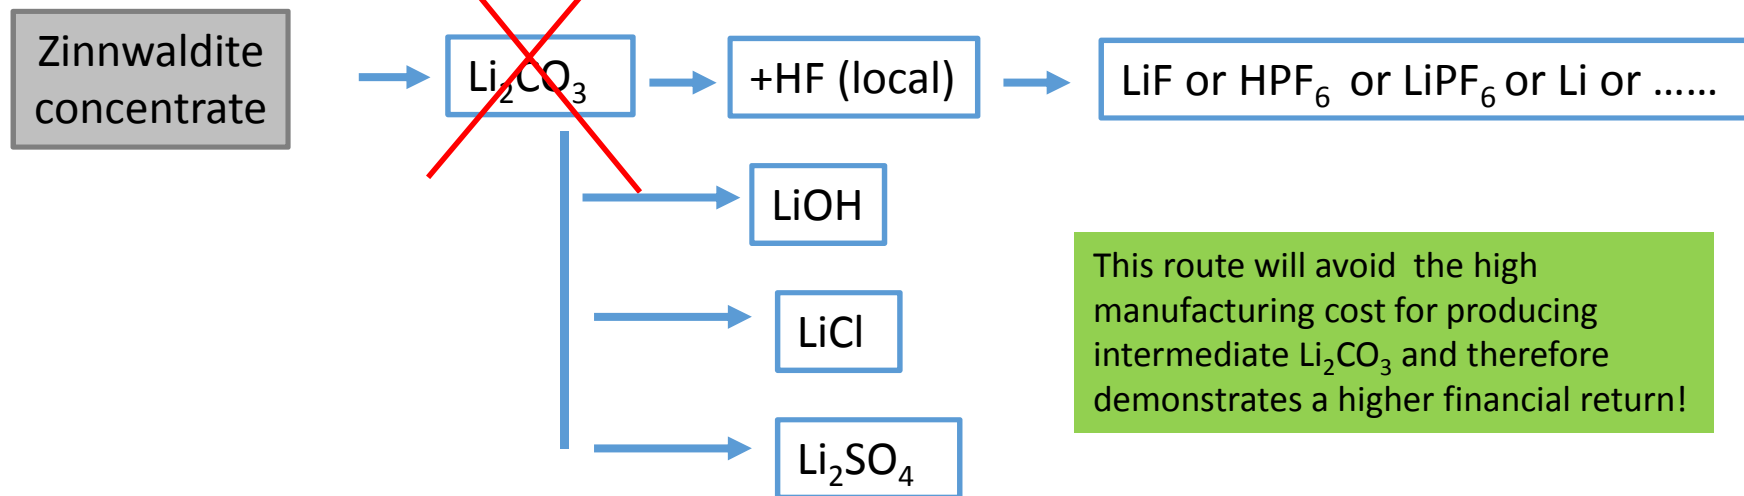 Zinnwaldite
concentrate
Li₂CO₃
+HF (local)
LiF or HPF₆ or LiPF₆ or Li or ……
LiOH
LiCl
Li₂SO₄
This route will avoid the high
manufacturing cost for producing
intermediate Li₂CO₃ and therefore
demonstrates a higher financial return!